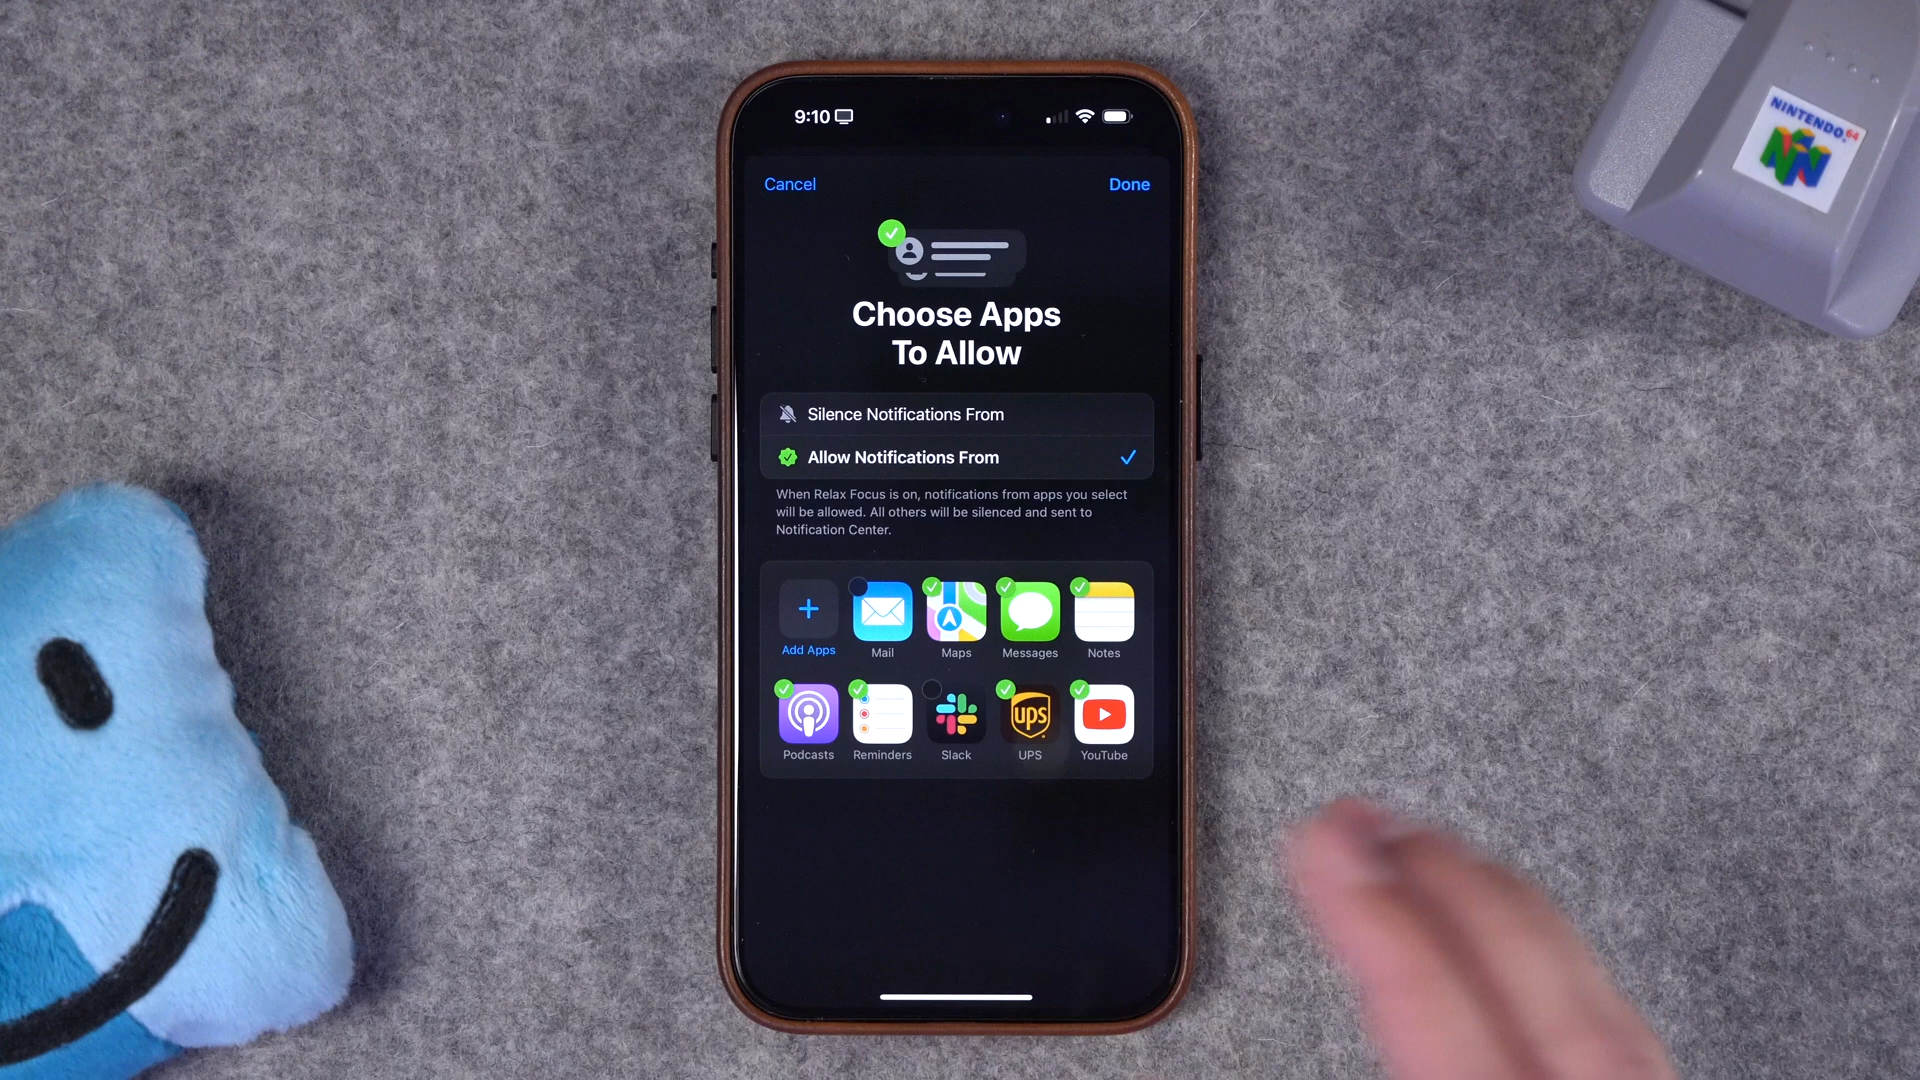 9:10
Cancel
Done
Choose Apps
To Allow
Silence Notifications From
Allow Notifications From
When Relax Focus is on, notifications from apps you select
will be allowed. All others will be silenced and sent to
Notification Center.
Add Apps
Mail
Maps
Messages
Notes
ups
Podcasts
Reminders
Slack
UPS
YouTube
NINTENDO 64